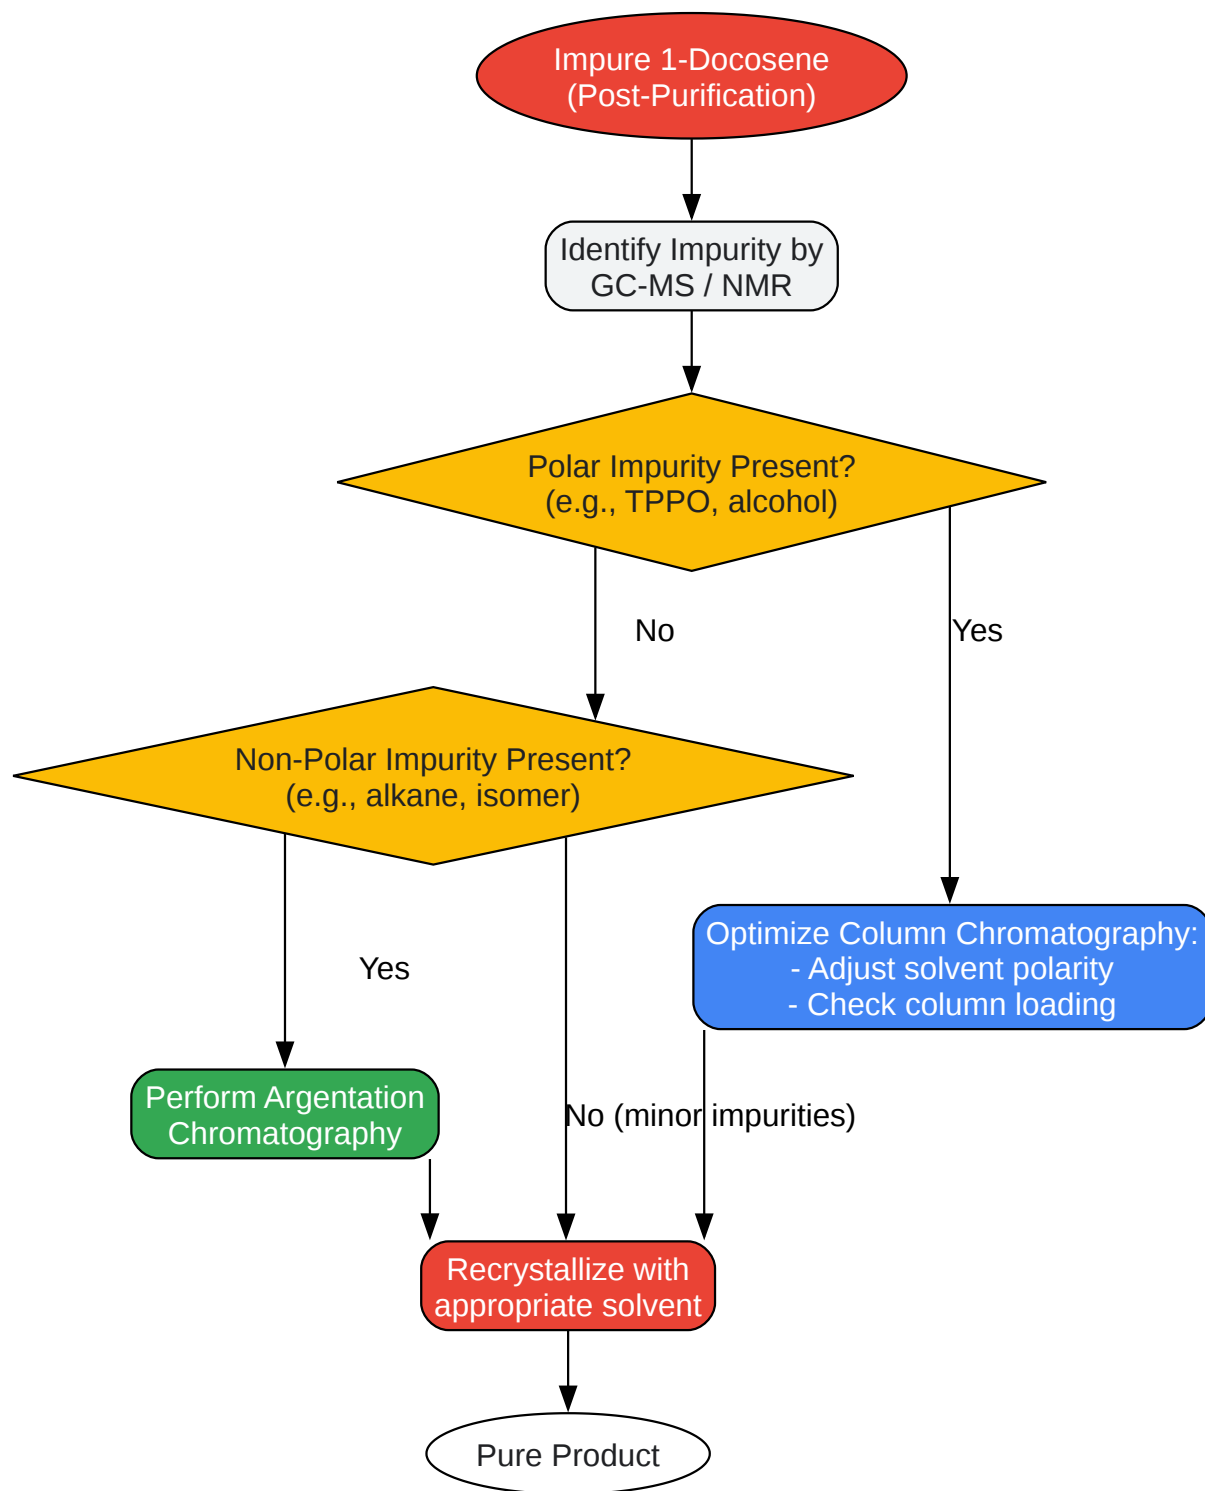 Impure 1-Docosene
(Post-Purification)
Identify Impurity by
GC-MS / NMR
Polar Impurity Present?
(e.g., TPPO, alcohol)
No
Yes
Non-Polar Impurity Present?
(e.g., alkane, isomer)
Optimize Column Chromatography:
- Adjust solvent polarity
- Check column loading
Yes
Perform Argentation
Chromatography
No (minor impurities)
Recrystallize with
appropriate solvent
Pure Product